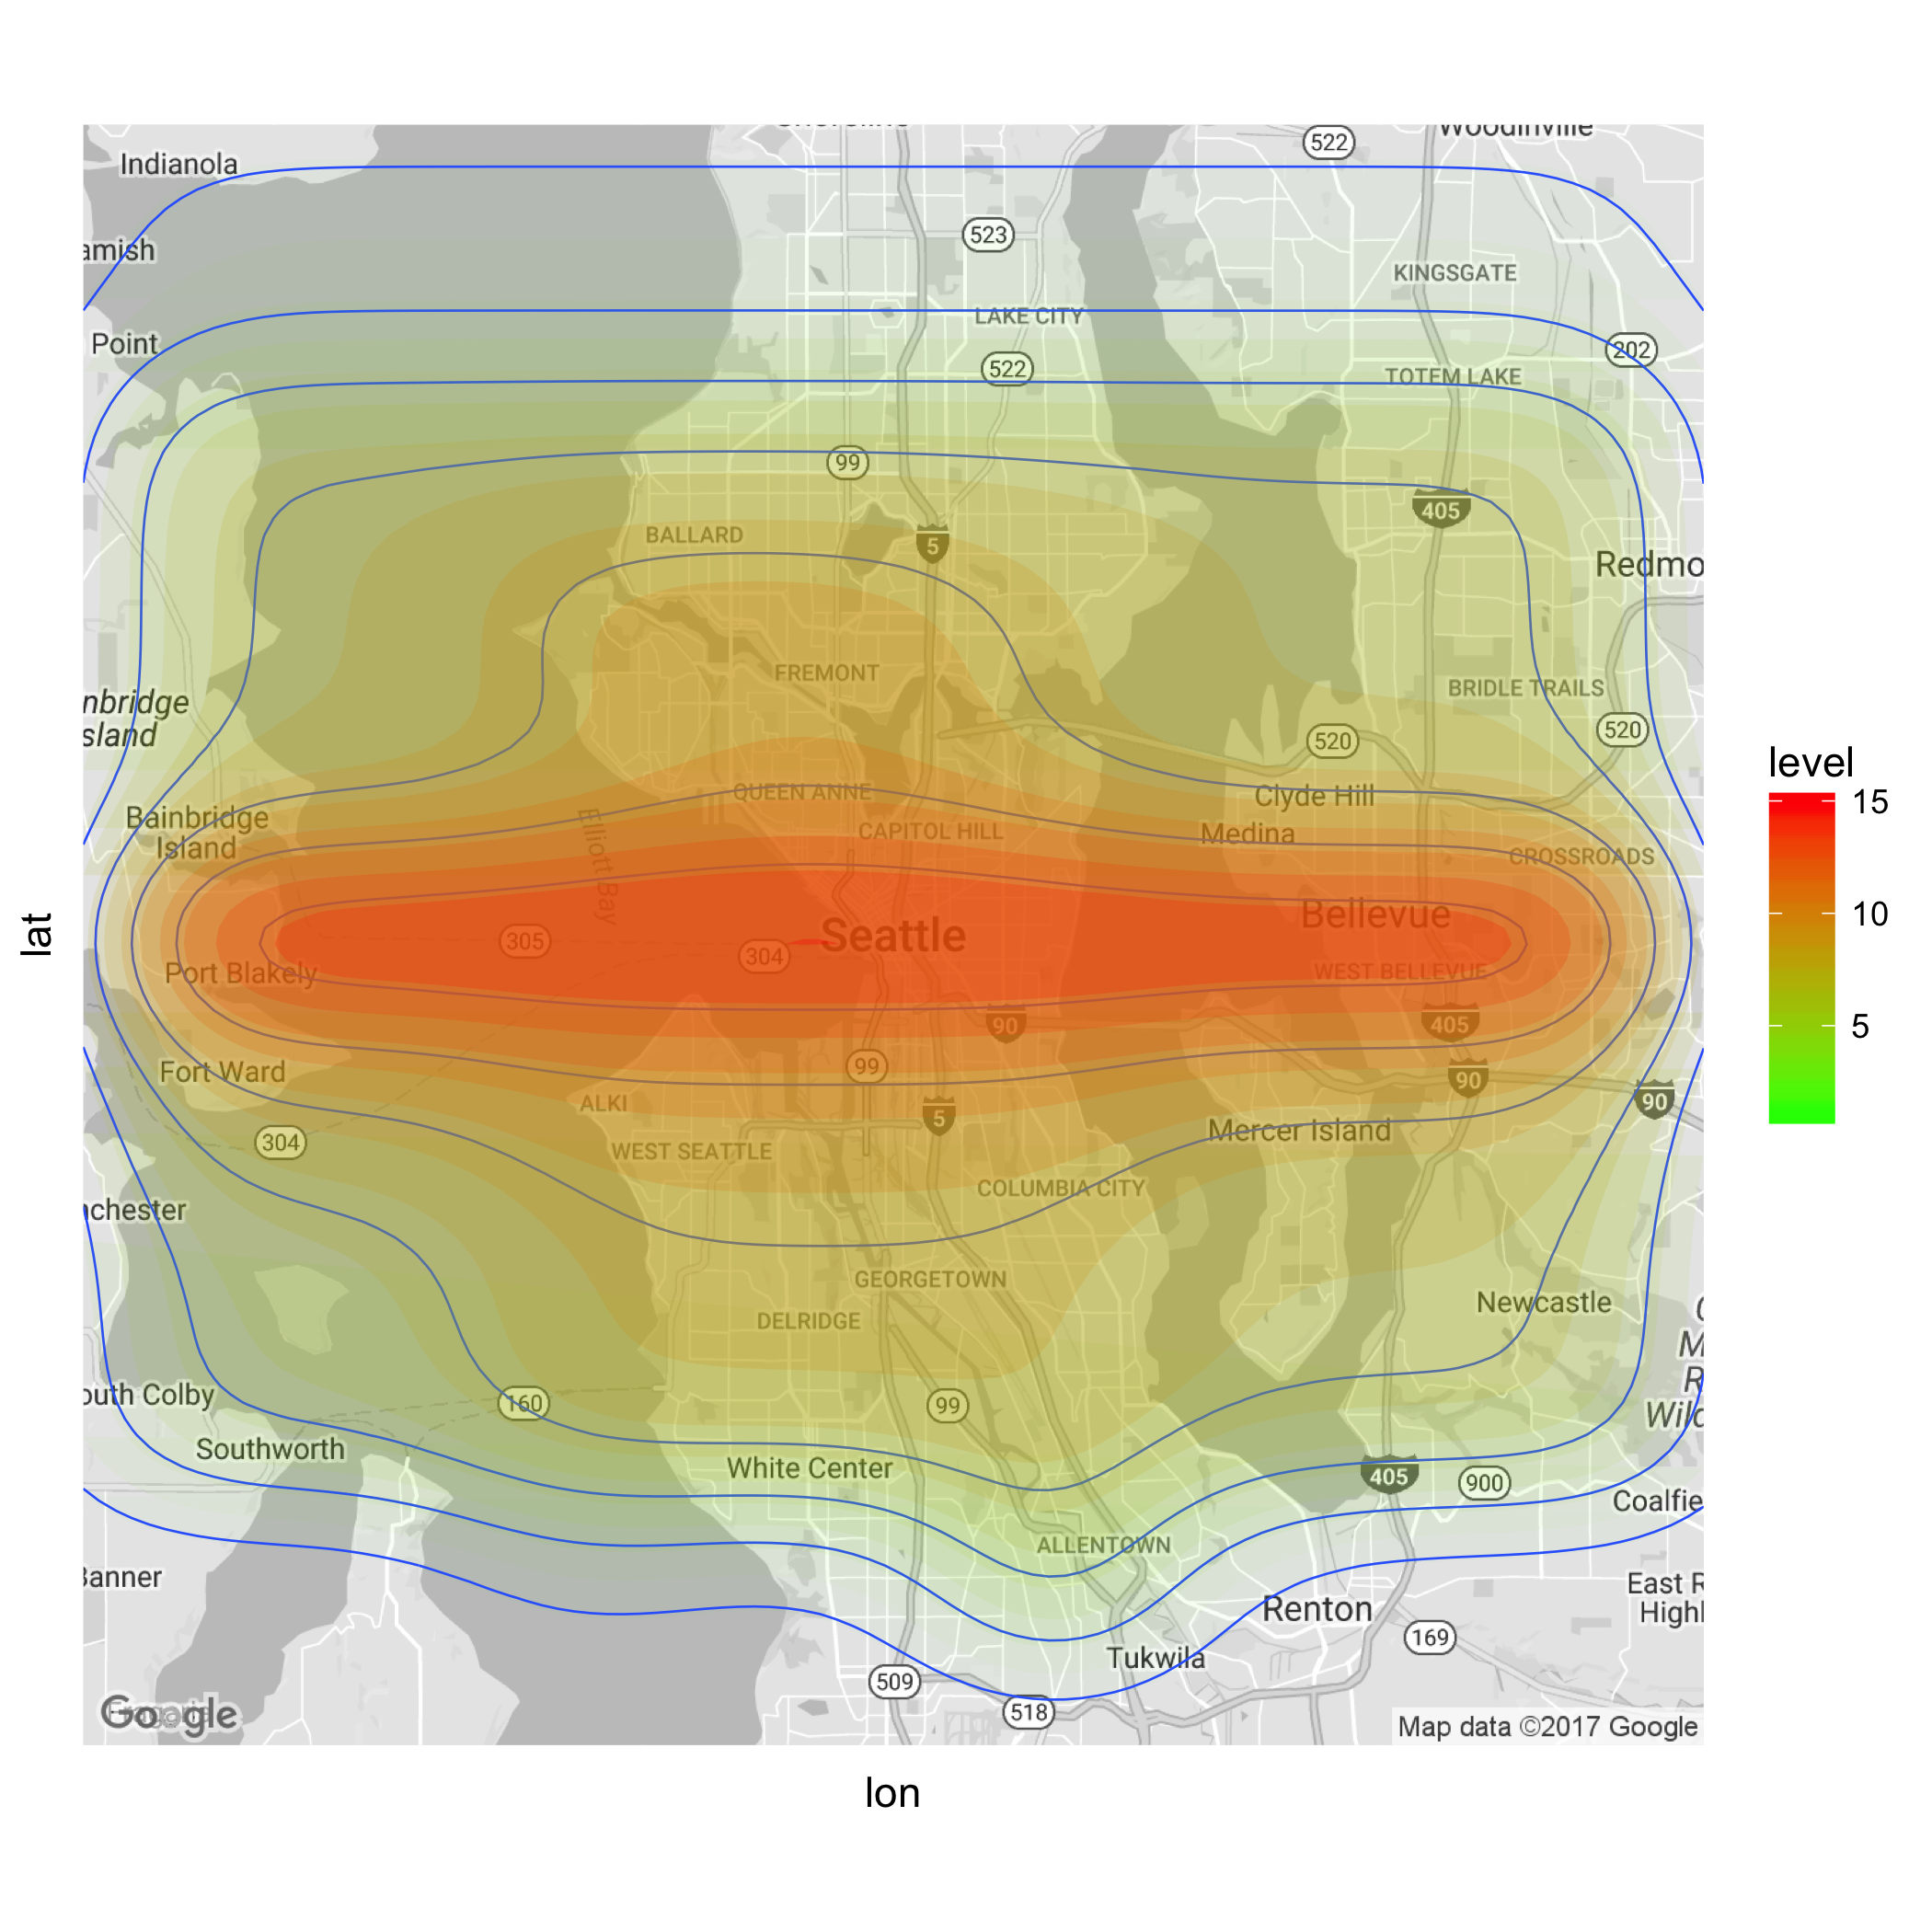 Indianola
Woodinville
522
amish
523
KINGSGATE
LAKE CITY
Point
202
522
TOTEM LAKE
99
405
BALLARD
5
Redmo
FREMONT
BRIDLE TRAILS
nbridge
sland
520
520
QUEEN ANNE
Clyde Hill
level
15
Bainbridge
Island
Elliott Bay
CAPITOL HILL
Medina
CROSSROADS
10
lat
305
304
Seattle
Bellevue
Port Blakely
WEST BELLEVUE
90
405
5
Fort Ward
99
90
90
ALKI
5
304
WEST SEATTLE
Mercer Island
COLUMBIA CITY
chester
GEORGETOWN
DELRIDGE
Newcastle
M
R
Wild
outh Colby
160
99
Southworth
White Center
405
900
Coalfie
ALLENTOWN
Banner
East R
Highl
Renton
169
Tukwila
509
518
Google
Map data ©2017 Google
lon